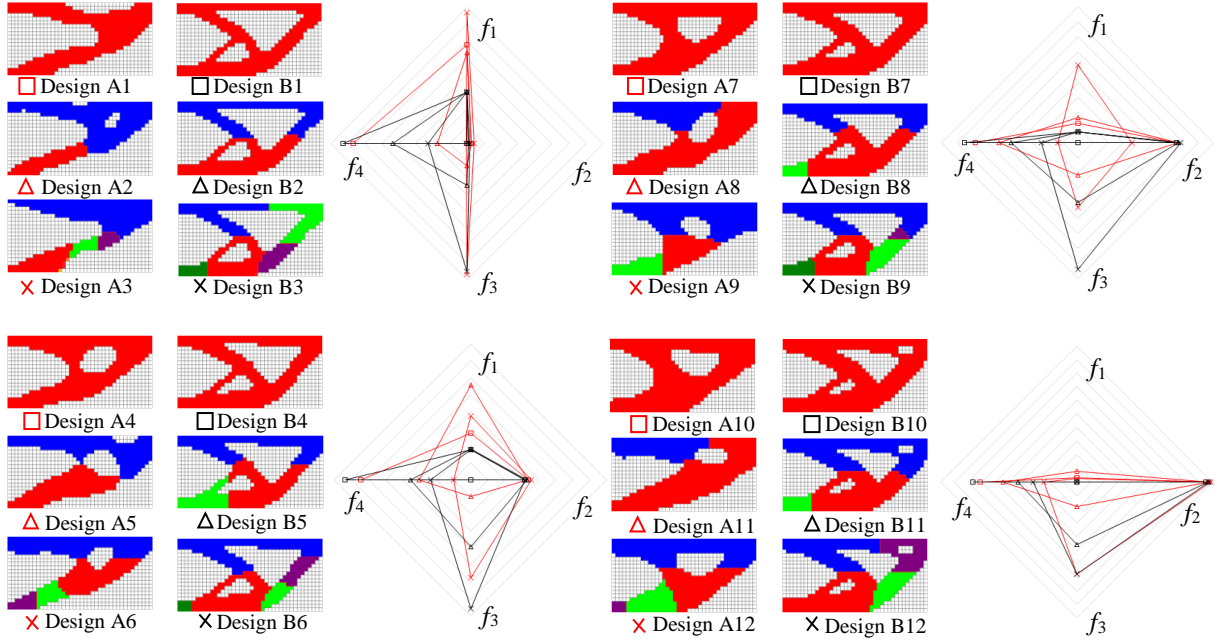 f1
Design A1
Design B1
f4
f2
Design A2
Design B2
f3
Design A3
Design B3
f1
Design A7
Design B7
f4
f2
Design A8
Design B8
f3
Design A9
Design B9
f1
Design A4
Design B4
f4
f2
Design A5
Design B5
f3
Design A6
Design B6
f1
Design A10
Design B10
f4
f2
Design A11
Design B11
f3
Design A12
Design B12